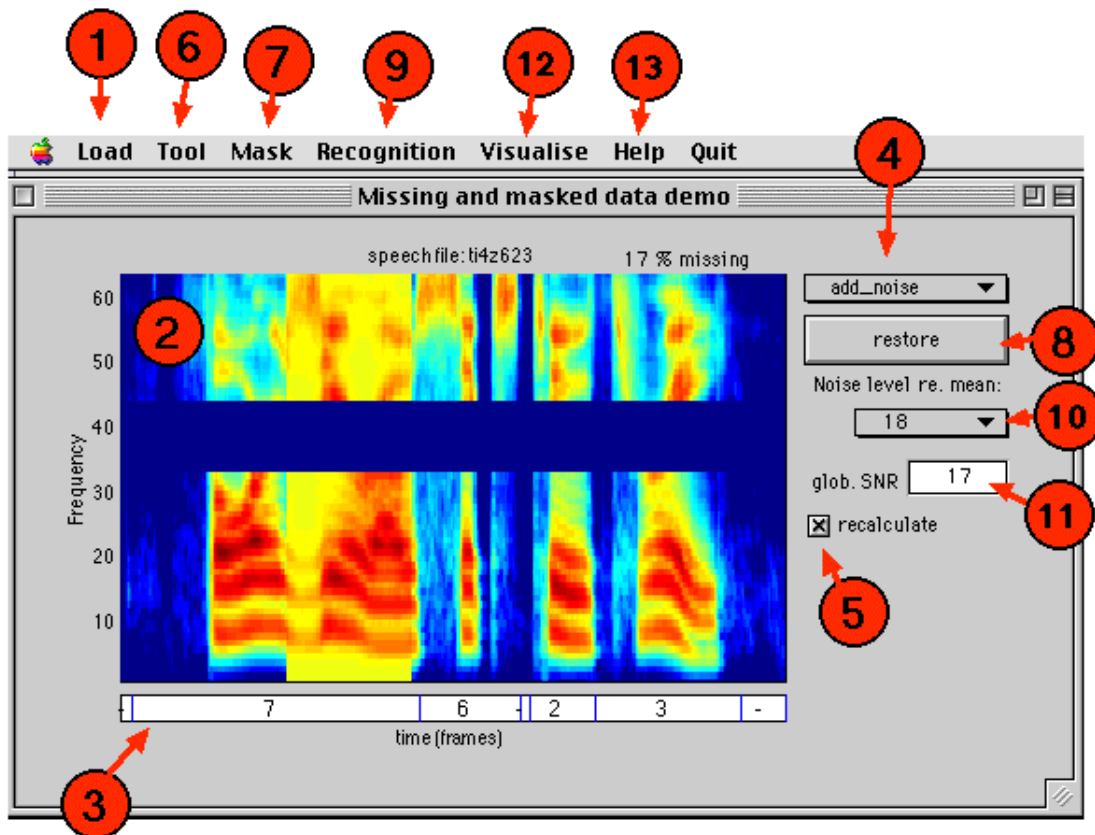 1 6 7 9 12 13
Load Tool Mask Recognition Visualise Help Quit
4
Missing and masked data demo
speech file: ti4z623 17 % missing
2
add_noise
restore
8
Noise level re. mean:
18
10
glob. SNR 17
11
recalculate
5
Frequency
60
50
40
30
20
10
- 7 6 - 2 3 -
time (frames)
3